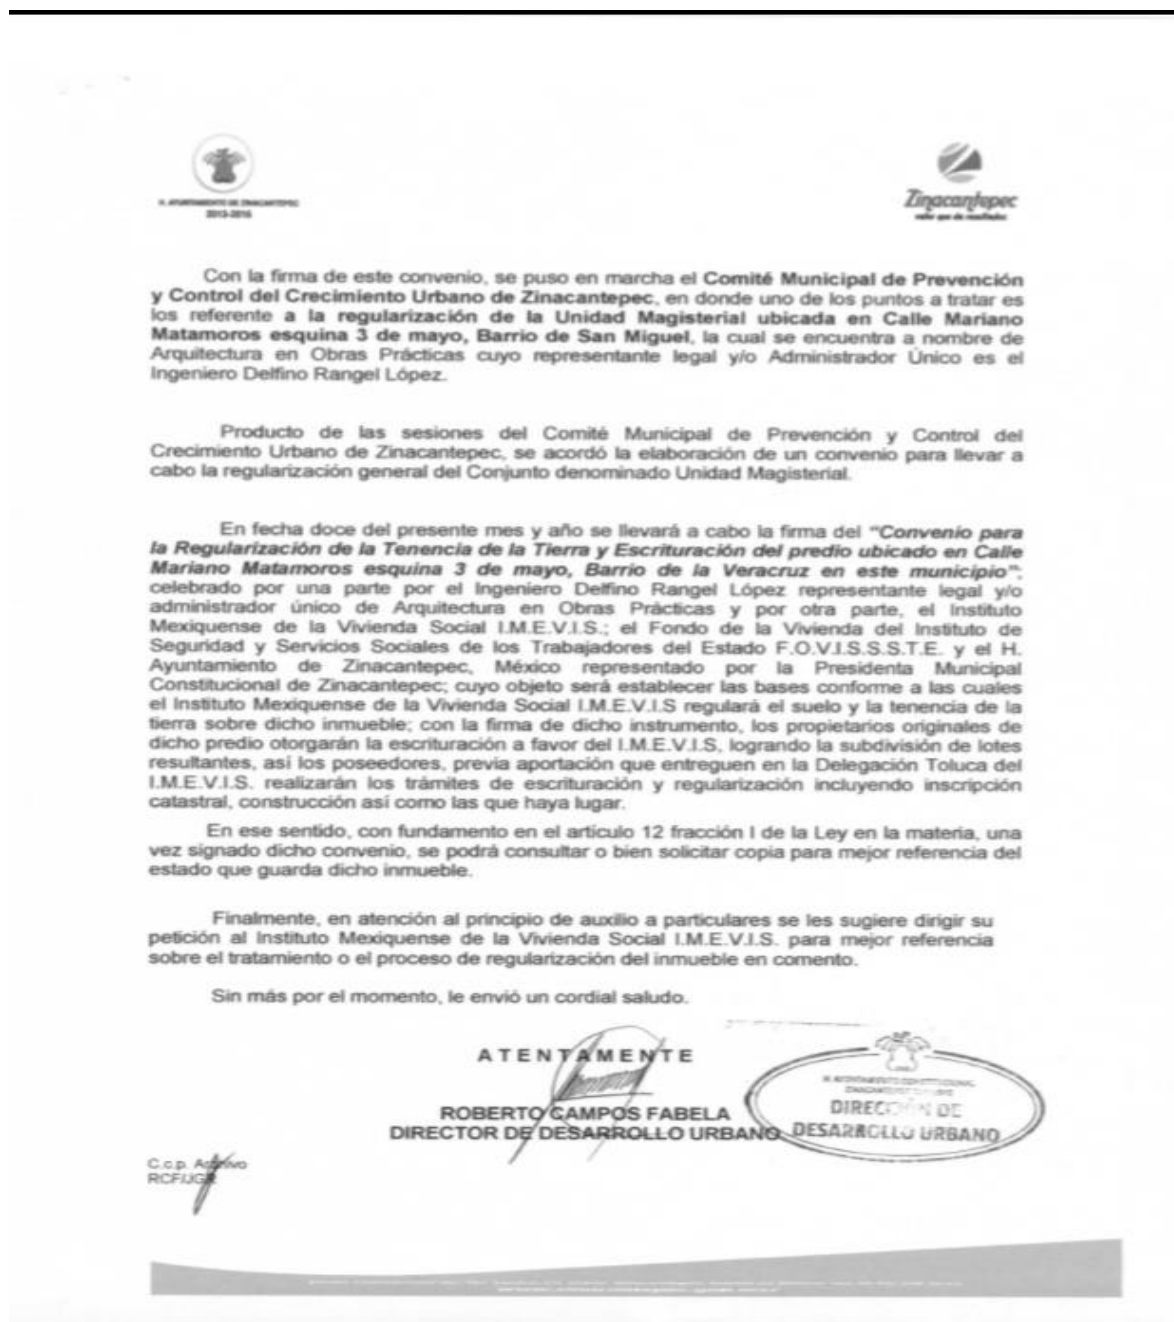 H. AYUNTAMIENTO DE ZINACANTEPEC
2013-2015
Zinacantepec
valor que da resultados
Con la firma de este convenio, se puso en marcha el Comité Municipal de Prevención
y Control del Crecimiento Urbano de Zinacantepec, en donde uno de los puntos a tratar es
los referente a la regularización de la Unidad Magisterial ubicada en Calle Mariano
Matamoros esquina 3 de mayo, Barrio de San Miguel, la cual se encuentra a nombre de
Arquitectura en Obras Prácticas cuyo representante legal y/o Administrador Único es el
Ingeniero Delfino Rangel López.
Producto de las sesiones del Comité Municipal de Prevención y Control del
Crecimiento Urbano de Zinacantepec, se acordó la elaboración de un convenio para llevar a
cabo la regularización general del Conjunto denominado Unidad Magisterial.
En fecha doce del presente mes y año se llevará a cabo la firma del "Convenio para
la Regularización de la Tenencia de la Tierra y Escrituración del predio ubicado en Calle
Mariano Matamoros esquina 3 de mayo, Barrio de la Veracruz en este municipio";
celebrado por una parte por el Ingeniero Delfino Rangel López representante legal y/o
administrador único de Arquitectura en Obras Prácticas y por otra parte, el Instituto
Mexiquense de la Vivienda Social I.M.E.V.I.S.; el Fondo de la Vivienda del Instituto de
Seguridad y Servicios Sociales de los Trabajadores del Estado F.O.V.I.S.S.S.T.E. y el H.
Ayuntamiento de Zinacantepec, México representado por la Presidenta Municipal
Constitucional de Zinacantepec; cuyo objeto será establecer las bases conforme a las cuales
el Instituto Mexiquense de la Vivienda Social I.M.E.V.I.S regulará el suelo y la tenencia de la
tierra sobre dicho inmueble; con la firma de dicho instrumento, los propietarios originales de
dicho predio otorgarán la escrituración a favor del I.M.E.V.I.S, logrando la subdivisión de lotes
resultantes, así los poseedores, previa aportación que entreguen en la Delegación Toluca del
I.M.E.V.I.S. realizarán los trámites de escrituración y regularización incluyendo inscripción
catastral, construcción así como las que haya lugar.
En ese sentido, con fundamento en el artículo 12 fracción I de la Ley en la materia, una
vez signado dicho convenio, se podrá consultar o bien solicitar copia para mejor referencia del
estado que guarda dicho inmueble.
Finalmente, en atención al principio de auxilio a particulares se les sugiere dirigir su
petición al Instituto Mexiquense de la Vivienda Social I.M.E.V.I.S. para mejor referencia
sobre el tratamiento o el proceso de regularización del inmueble en comento.
Sin más por el momento, le envió un cordial saludo.
ATENTAMENTE
ROBERTO CAMPOS FABELA
DIRECTOR DE DESARROLLO URBANO
H. AYUNTAMIENTO CONSTITUCIONAL
DIRECCIÓN DE
DESARROLLO URBANO
C.c.p. Archivo
RCF/JGR